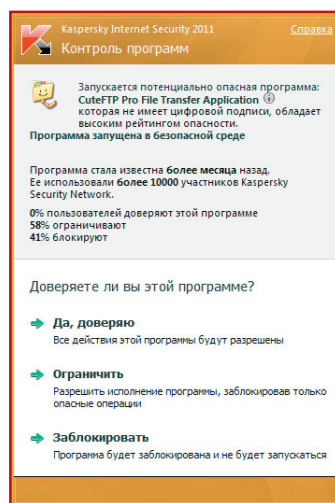 Kaspersky Internet Security 2011
Справка
Контроль программ
Запускается потенциально опасная программа:
CuteFTP Pro File Transfer Application
которая не имеет цифровой подписи, обладает
высоким рейтингом опасности.
Программа запущена в безопасной среде
Программа стала известна более месяца назад.
Ее использовали более 10000 участников Kaspersky
Security Network.
0% пользователей доверяют этой программе
58% ограничивают
41% блокируют
Доверяете ли вы этой программе?
Да, доверяю
Все действия этой программы будут разрешены
Ограничить
Разрешить исполнение программы, заблокировав только
опасные операции
Заблокировать
Программа будет заблокирована и не будет запускаться